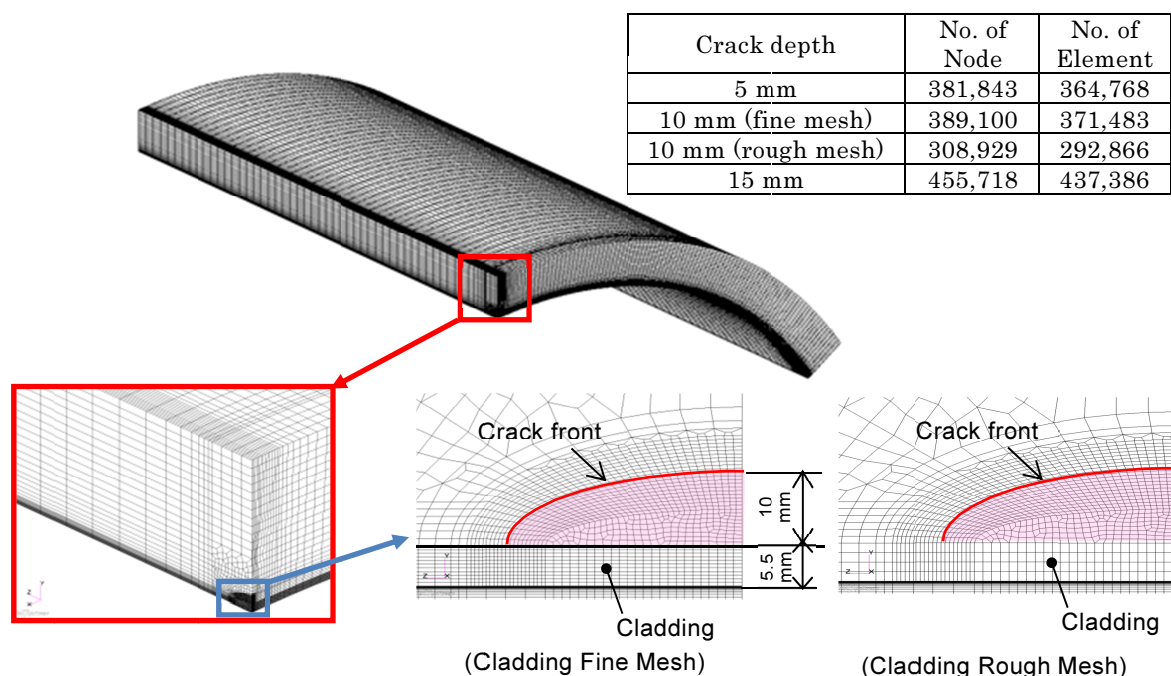 Crack depth No. of Node No. of Element
5 mm 381,843 364,768
10 mm (fine mesh) 389,100 371,483
10 mm (rough mesh) 308,929 292,866
15 mm 455,718 437,386
Crack front
10 mm
5.5 mm
Cladding
(Cladding Fine Mesh)
Crack front
Cladding
(Cladding Rough Mesh)
Y
Z
X
Y
Z X
Y
Z X